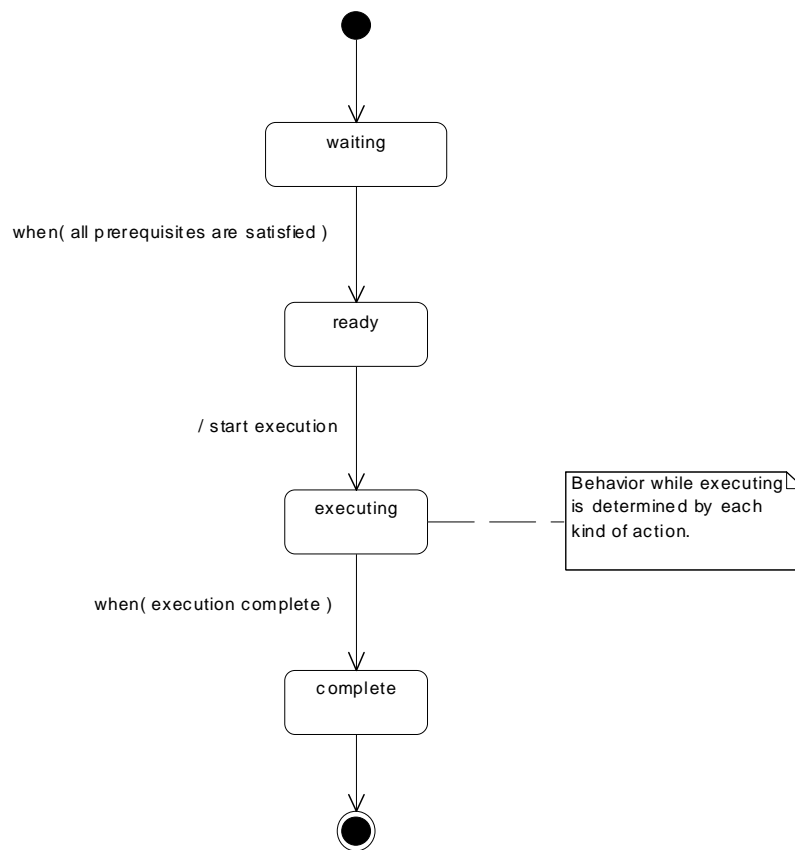 waiting
when( all prerequisites are satisfied )
ready
/ start execution
executing
Behavior while executing
is determined by each
kind of action.
when( execution complete )
complete